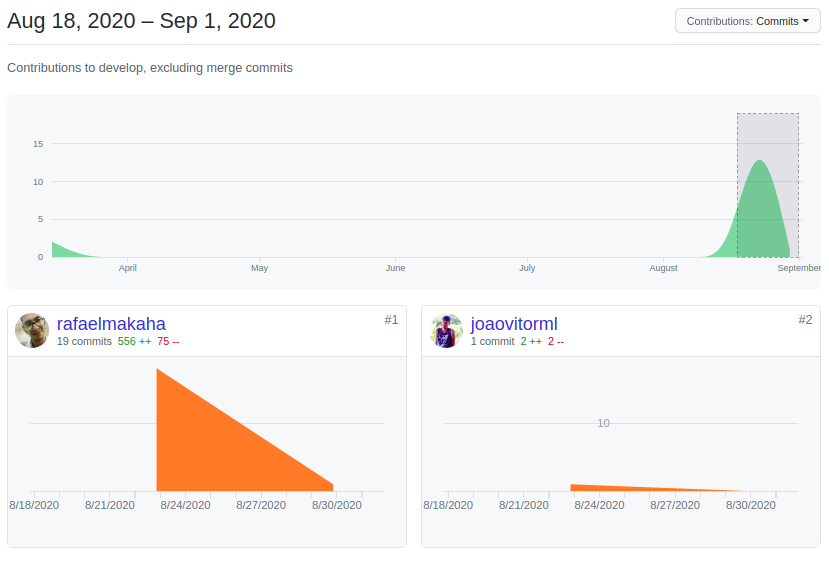 Aug 18, 2020 – Sep 1, 2020
Contributions: Commits
Contributions to develop, excluding merge commits
15
10
5
0
April May June July August September
rafaelmakaha #1
19 commits 556 ++ 75 --
8/18/2020 8/21/2020 8/24/2020 8/27/2020 8/30/2020
joaovitorml #2
1 commit 2 ++ 2 --
10
8/18/2020 8/21/2020 8/24/2020 8/27/2020 8/30/2020